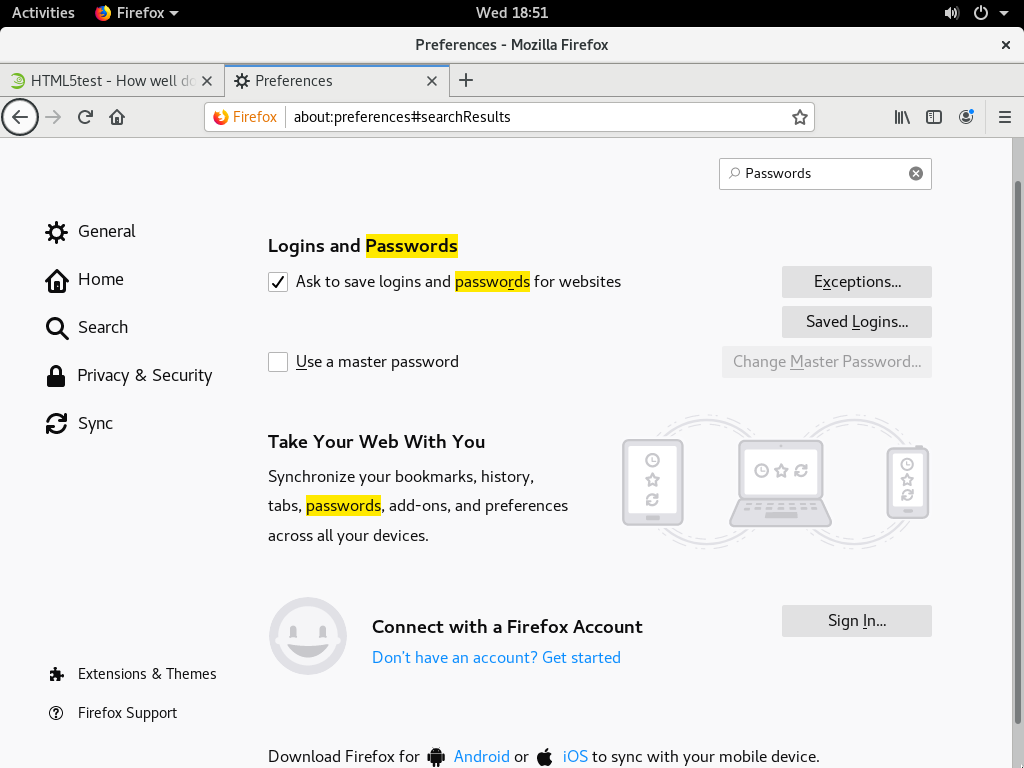 Activities Firefox Wed 18:51
Preferences - Mozilla Firefox
HTML5test - How well do Preferences
Firefox about:preferences#searchResults
Passwords
General
Home
Search
Privacy & Security
Sync
Extensions & Themes
Firefox Support
Logins and Passwords
Ask to save logins and passwords for websites Exceptions...
Saved Logins...
Use a master password Change Master Password...
Take Your Web With You
Synchronize your bookmarks, history,
tabs, passwords, add-ons, and preferences
across all your devices.
Connect with a Firefox Account Sign In...
Don't have an account? Get started
Download Firefox for Android or iOS to sync with your mobile device.